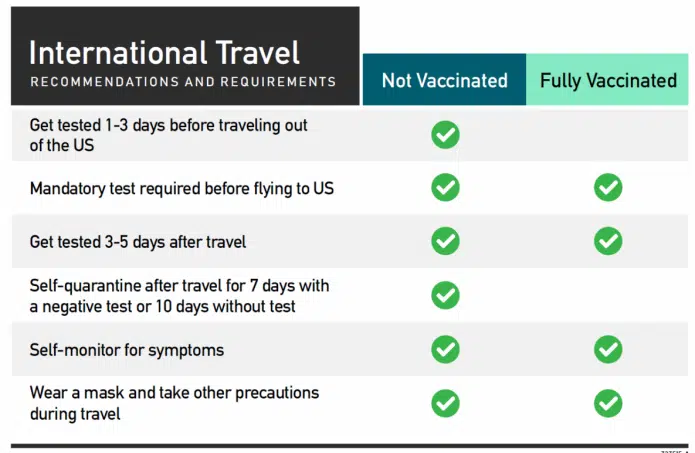 International Travel
RECOMMENDATIONS AND REQUIREMENTS
Not Vaccinated
Fully Vaccinated
Get tested 1-3 days before traveling out
of the US
Mandatory test required before flying to US
Get tested 3-5 days after travel
Self-quarantine after travel for 7 days with
a negative test or 10 days without test
Self-monitor for symptoms
Wear a mask and take other precautions
during travel